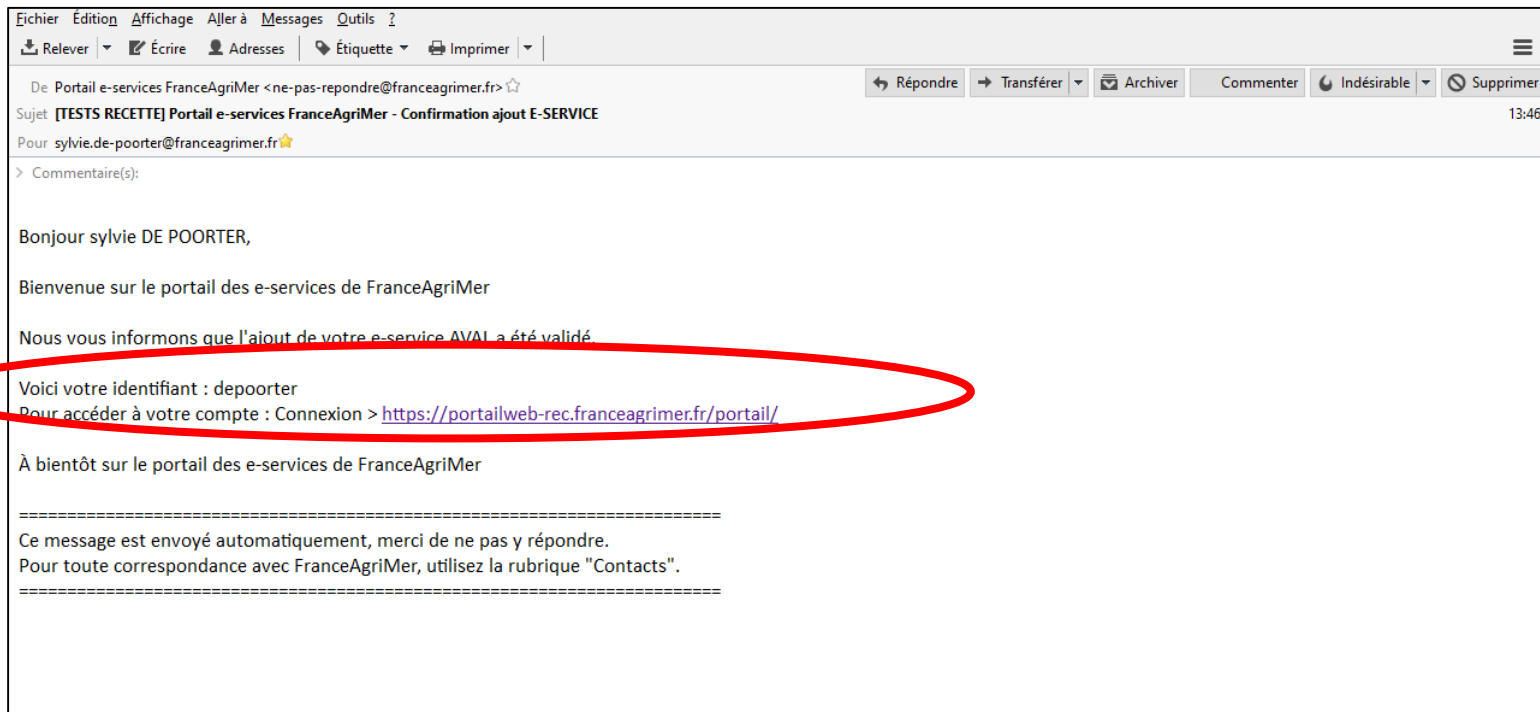 Fichier Édition Affichage Aller à Messages Outils ?
Relever Écrire Adresses Étiquette Imprimer
De Portail e-services FranceAgriMer <ne-pas-repondre@franceagrimer.fr>
Répondre Transférer Archiver Commenter Indésirable Supprimer
Sujet [TESTS RECETTE] Portail e-services FranceAgriMer - Confirmation ajout E-SERVICE 13:46
Pour sylvie.de-poorter@franceagrimer.fr
> Commentaire(s):
Bonjour sylvie DE POORTER,
Bienvenue sur le portail des e-services de FranceAgriMer
Nous vous informons que l'ajout de votre e-service AVAL a été validé.
Voici votre identifiant : depoorter
Pour accéder à votre compte : Connexion > https://portailweb-rec.franceagrimer.fr/portail/
À bientôt sur le portail des e-services de FranceAgriMer
=========================================================================
Ce message est envoyé automatiquement, merci de ne pas y répondre.
Pour toute correspondance avec FranceAgriMer, utilisez la rubrique "Contacts".
=========================================================================